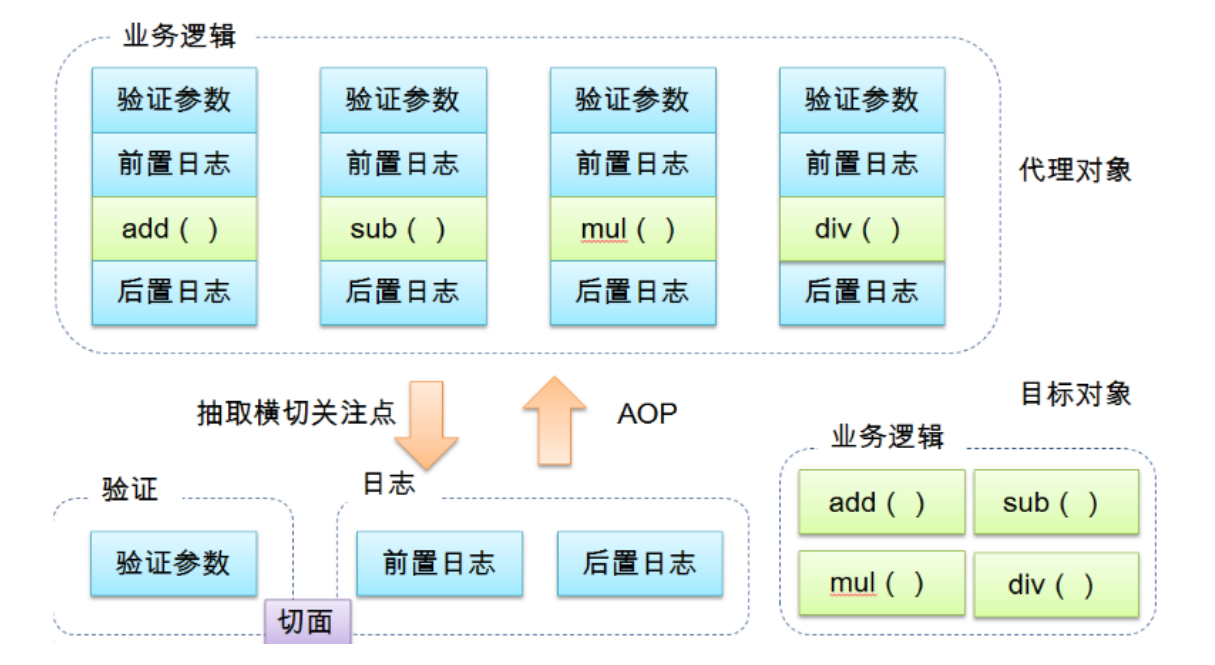 业务逻辑
验证参数 验证参数 验证参数 验证参数
前置日志 前置日志 前置日志 前置日志
代理对象
add（ ） sub（ ） mul（ ） div（ ）
后置日志 后置日志 后置日志 后置日志
抽取横切关注点
AOP
目标对象
业务逻辑
add（ ） sub（ ）
mul（ ） div（ ）
验证
日志
验证参数
前置日志 后置日志
切面